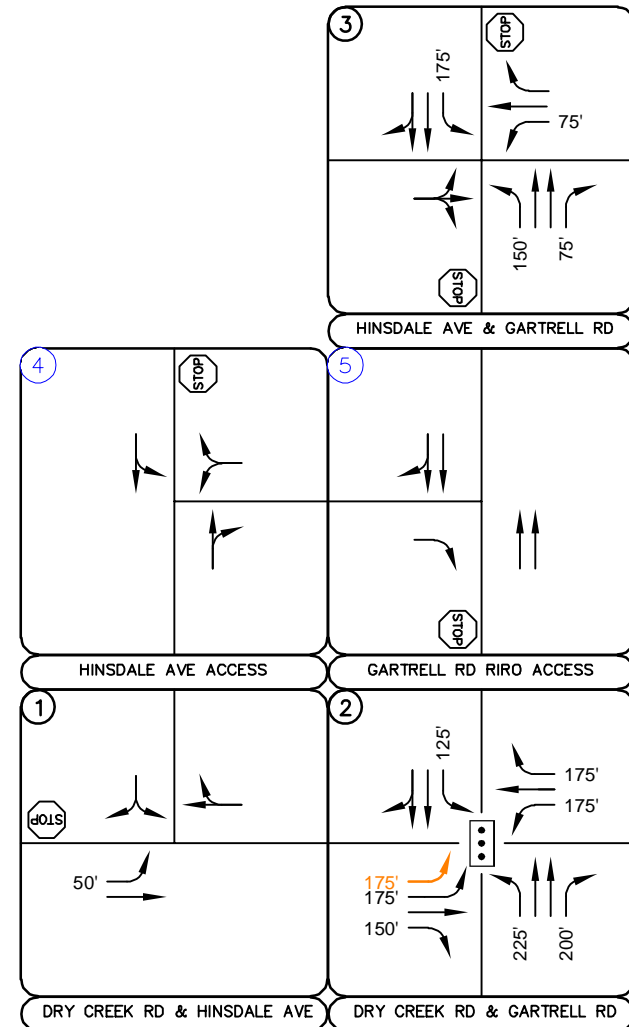 3
STOP
175'
75'
150'
75'
STOP
HINSDALE AVE & GARTRELL RD
4
STOP
HINSDALE AVE ACCESS
5
STOP
GARTRELL RD RIRO ACCESS
1
STOP
50'
DRY CREEK RD & HINSDALE AVE
2
125'
175'
175'
175'
175'
150'
225'
200'
DRY CREEK RD & GARTRELL RD